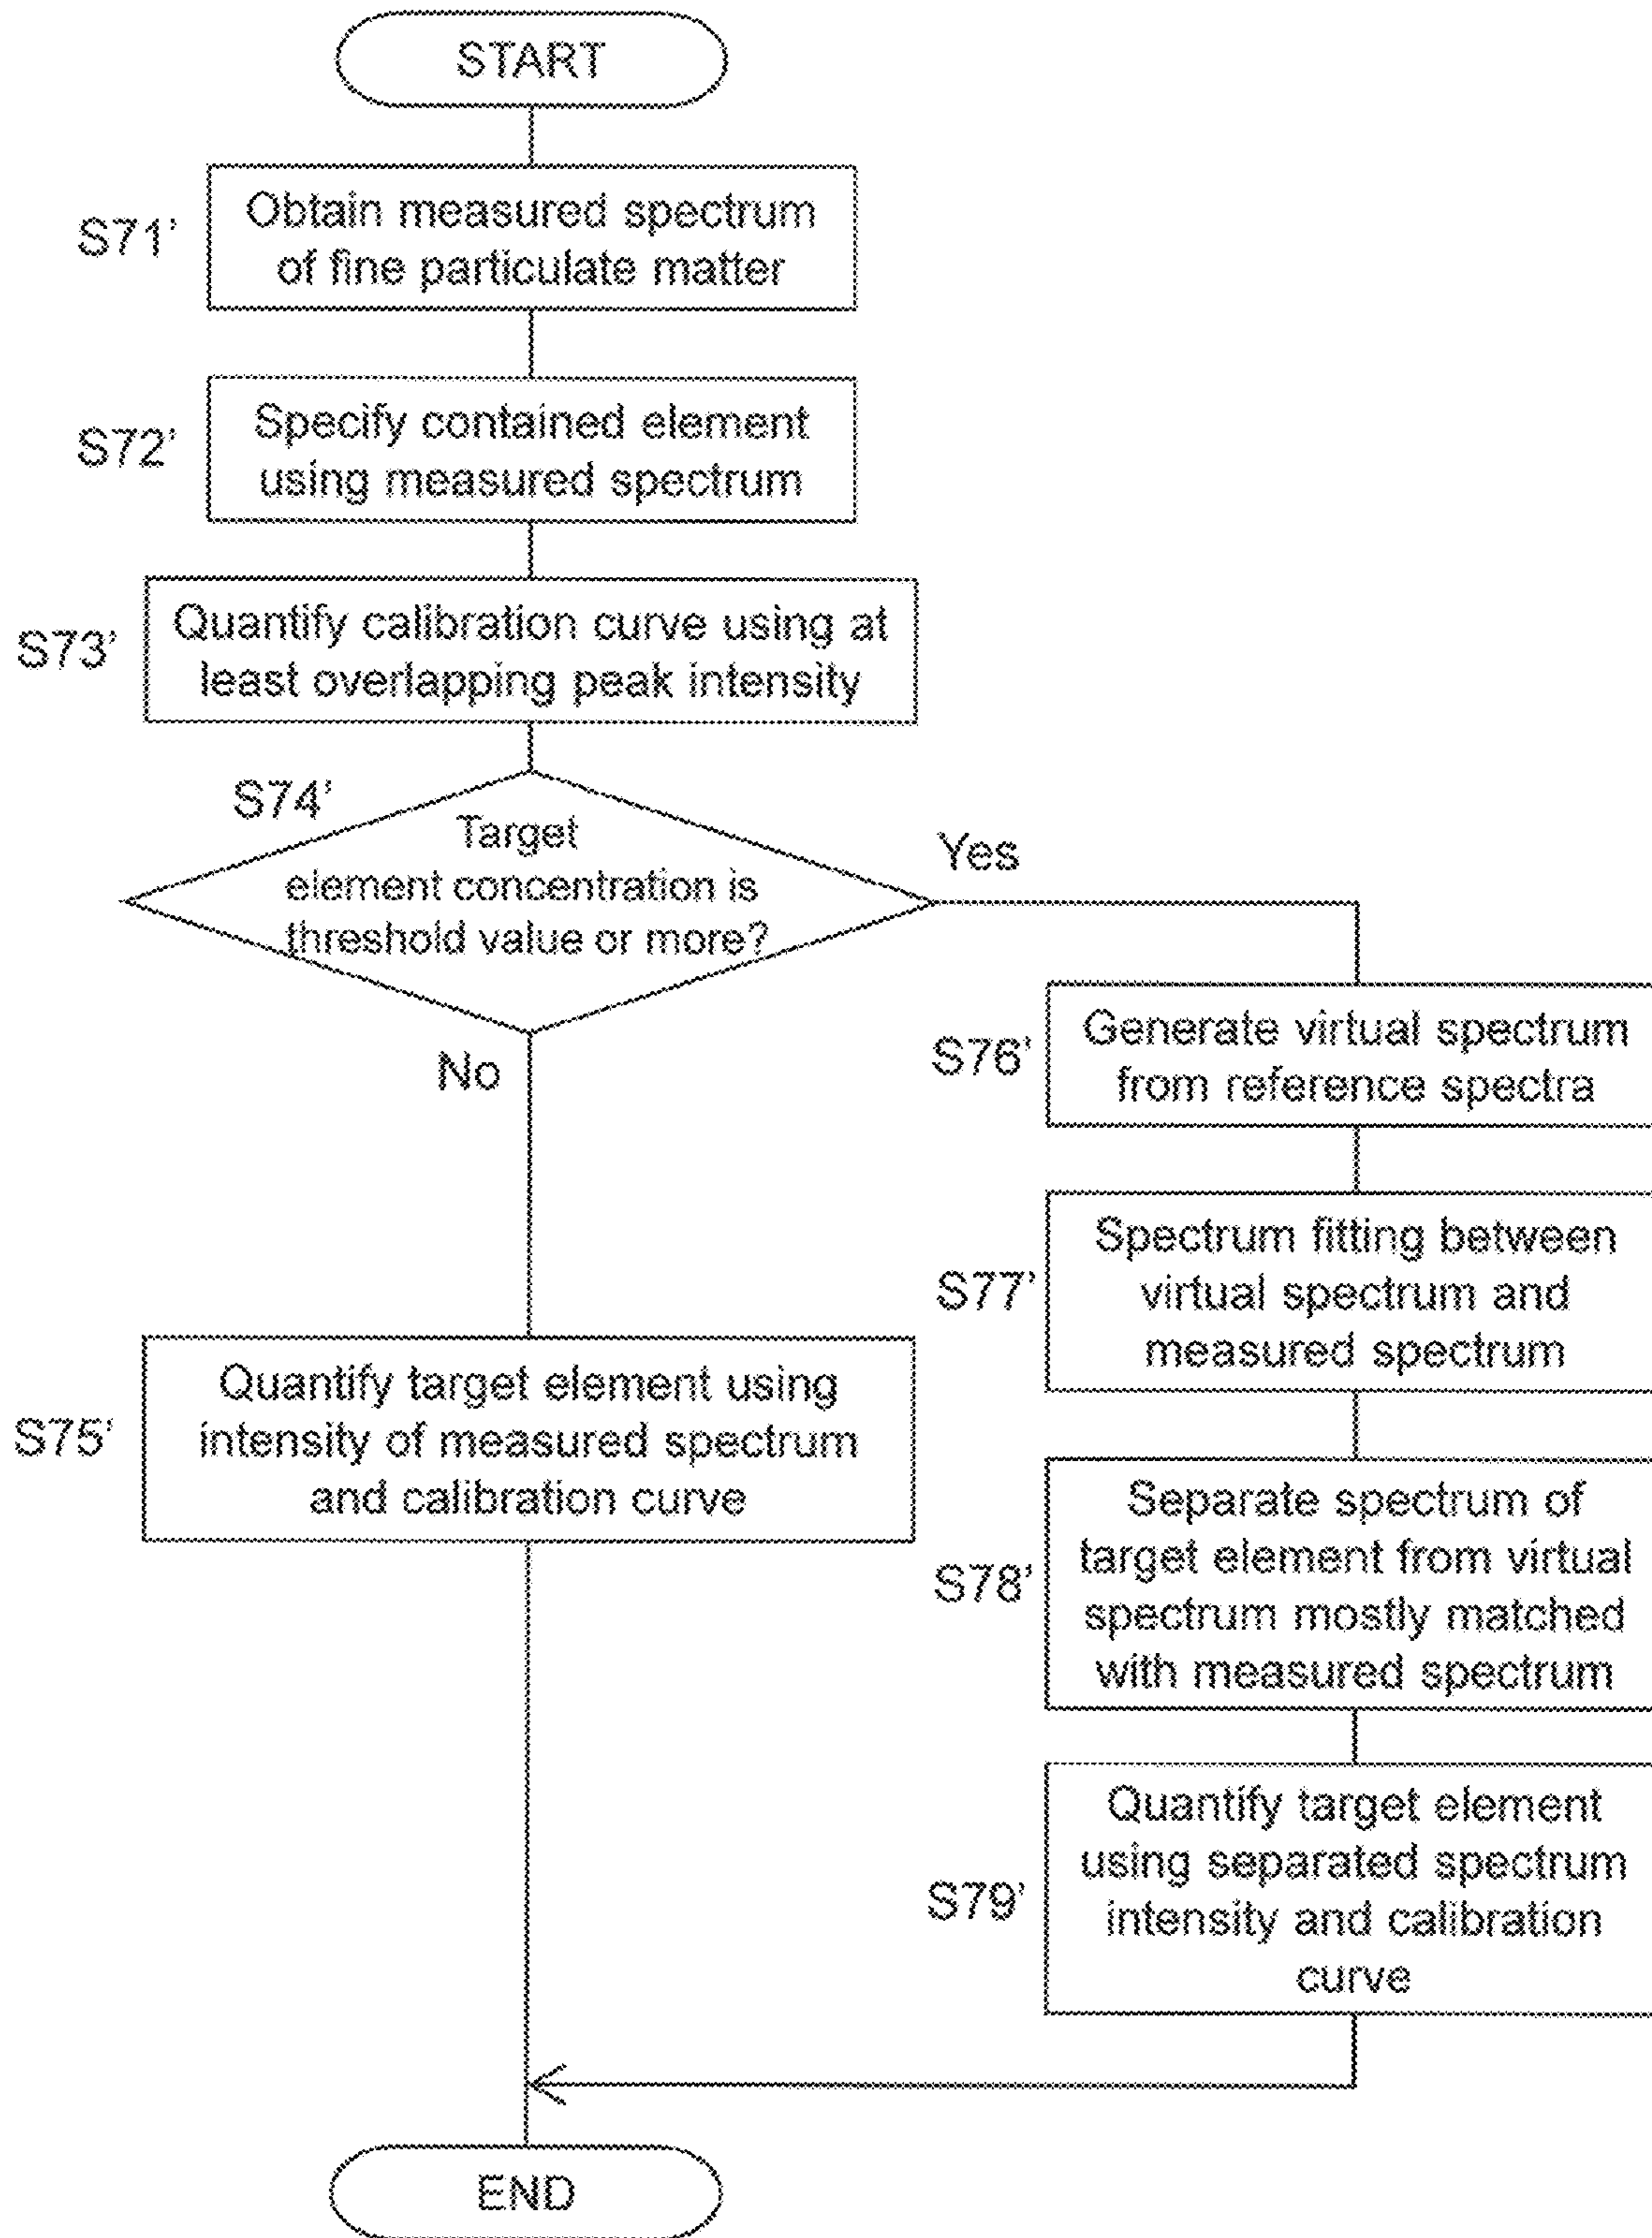 START
S71'
Obtain measured spectrum
of fine particulate matter
S72'
Specify contained element
using measured spectrum
S73'
Quantify calibration curve using at
least overlapping peak intensity
S74'
Target
element concentration is
threshold value or more?
Yes
No
S75'
Quantify target element using
intensity of measured spectrum
and calibration curve
S76'
Generate virtual spectrum
from reference spectra
S77'
Spectrum fitting between
virtual spectrum and
measured spectrum
S78'
Separate spectrum of
target element from virtual
spectrum mostly matched
with measured spectrum
S79'
Quantify target element
using separated spectrum
intensity and calibration
curve
END